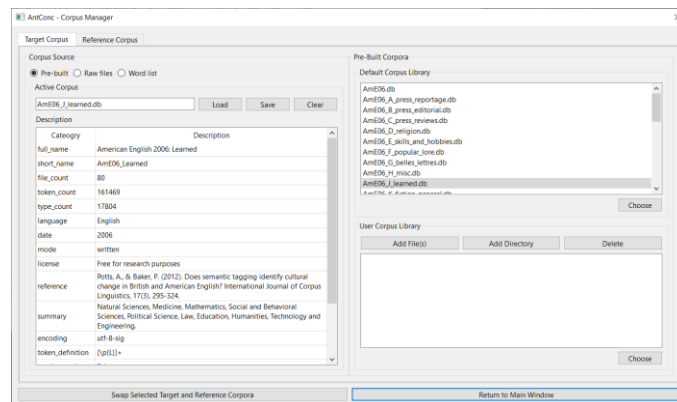 AntConc - Corpus Manager
Target Corpus Reference Corpus
Corpus Source
Pre-built Raw files Word list
Active Corpus
AmE06_J_learned.db Load Save Clear
Description
Cateogry Description
full_name American English 2006: Learned
short_name AmE06_Learned
file_count 80
token_count 161469
type_count 17804
language English
date 2006
mode written
license Free for research purposes
reference Potts, A., & Baker, P. (2012). Does semantic tagging identify cultural
change in British and American English? International Journal of Corpus
Linguistics, 17(3), 295-324.
summary Natural Sciences, Medicine, Mathematics, Social and Behavioral
Sciences, Political Science, Law, Education, Humanities, Technology and
Engineering.
encoding utf-8-sig
token_definition [\p{L}]+
Pre-Built Corpora
Default Corpus Library
AmE06.db
AmE06_A_press_reportage.db
AmE06_B_press_editorial.db
AmE06_C_press_reviews.db
AmE06_D_religion.db
AmE06_E_skills_and_hobbies.db
AmE06_F_popular_lore.db
AmE06_G_belles_lettres.db
AmE06_H_misc.db
AmE06_J_learned.db
AmE06_K_fiction_general.db
Choose
User Corpus Library
Add File(s) Add Directory Delete
Choose
Swap Selected Target and Reference Corpora Return to Main Window